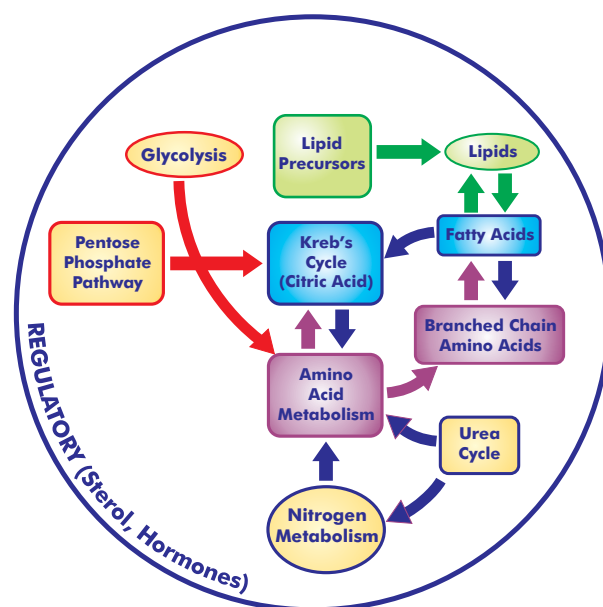 Glycolysis
Lipid
Precursors
Lipids
Pentose
Phosphate
Pathway
Kreb's
Cycle
(Citric Acid)
Fatty Acids
Branched Chain
Amino Acids
Amino
Acid
Metabolism
Urea
Cycle
Nitrogen
Metabolism
REGULATORY (Sterol, Hormones)